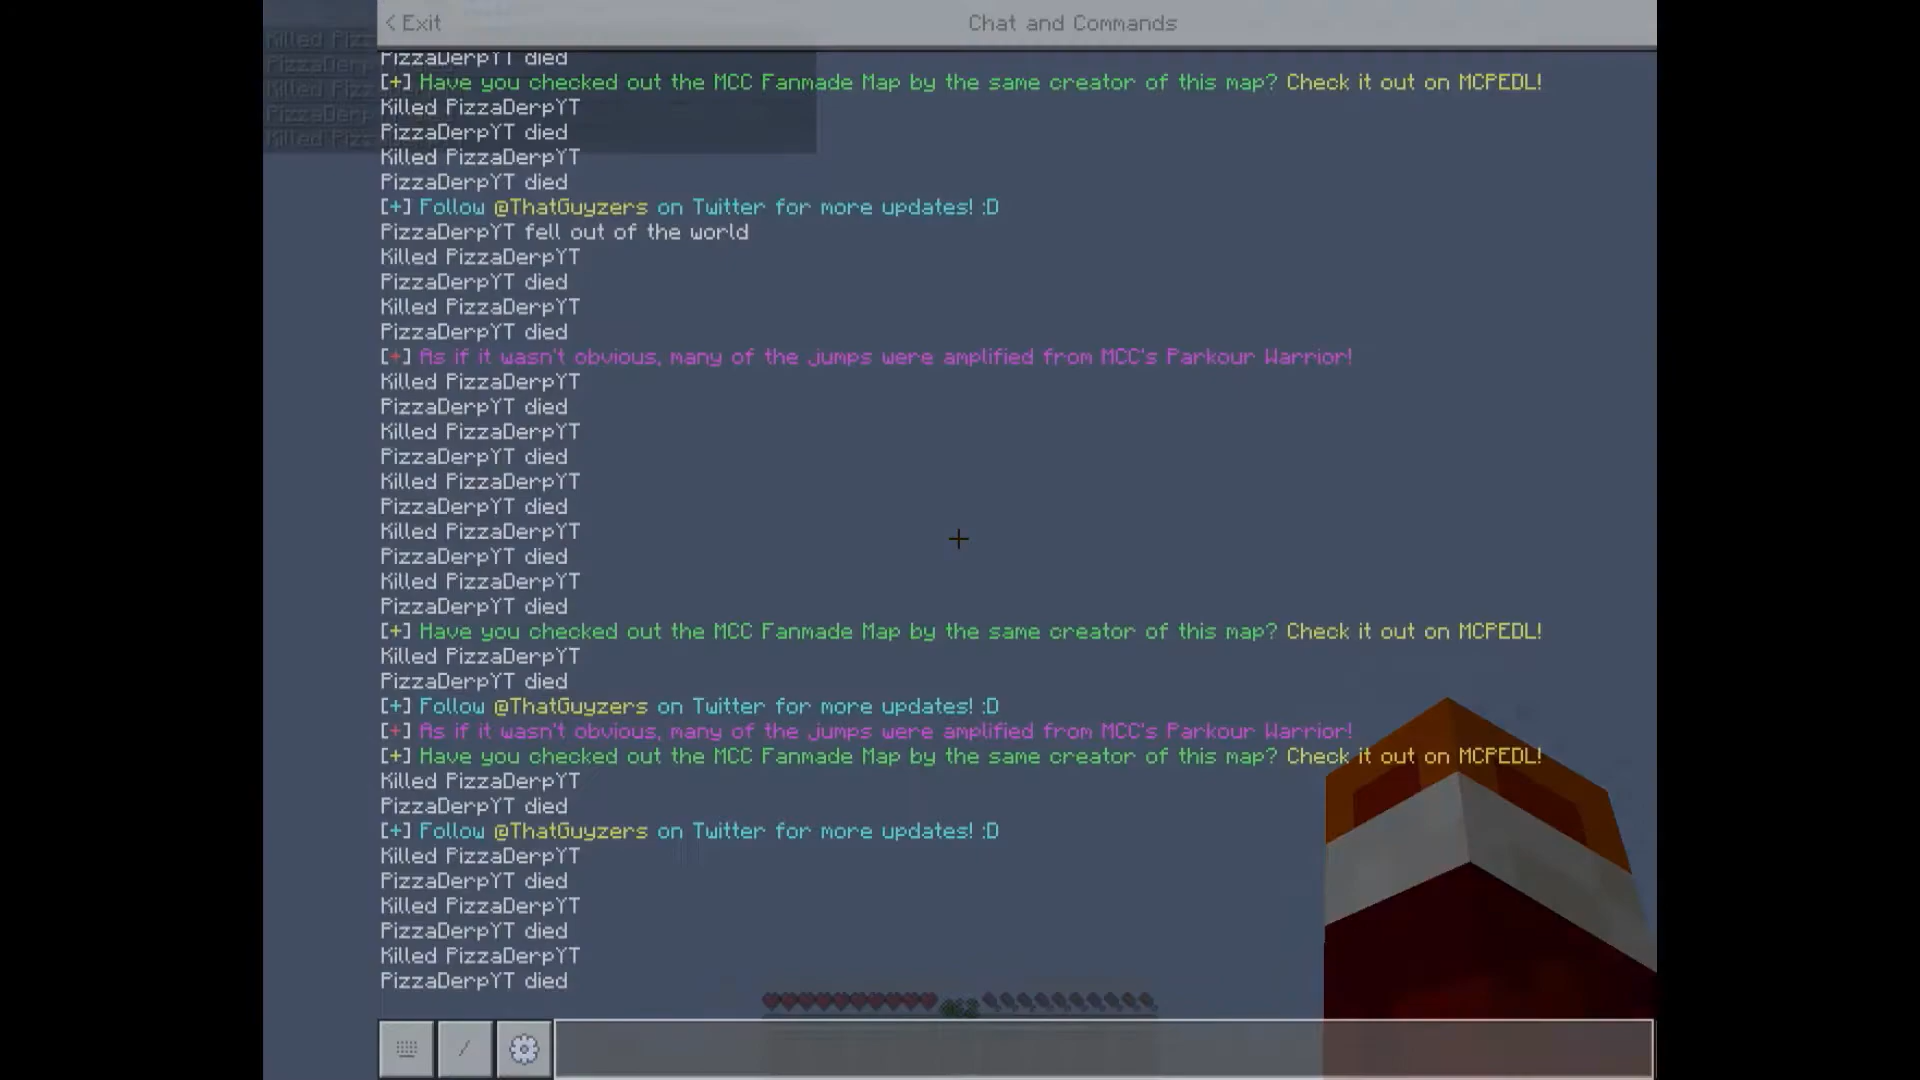 Exit
Chat and Commands
Killed Pizz
PizzaDerp
Killed Pizz
PizzaDerp
Killed Pizz
PizzaDerpYT died
[+] Have you checked out the MCC Fanmade Map by the same creator of this map? Check it out on MCPEDL!
Killed PizzaDerpYT
PizzaDerpYT died
Killed PizzaDerpYT
PizzaDerpYT died
[+] Follow @ThatGuyzers on Twitter for more updates! :D
PizzaDerpYT fell out of the world
Killed PizzaDerpYT
PizzaDerpYT died
Killed PizzaDerpYT
PizzaDerpYT died
[+] As if it wasn't obvious, many of the jumps were amplified from MCC's Parkour Warrior!
Killed PizzaDerpYT
PizzaDerpYT died
Killed PizzaDerpYT
PizzaDerpYT died
Killed PizzaDerpYT
PizzaDerpYT died
Killed PizzaDerpYT
PizzaDerpYT died
Killed PizzaDerpYT
PizzaDerpYT died
[+] Have you checked out the MCC Fanmade Map by the same creator of this map? Check it out on MCPEDL!
Killed PizzaDerpYT
PizzaDerpYT died
[+] Follow @ThatGuyzers on Twitter for more updates! :D
[+] As if it wasn't obvious, many of the jumps were amplified from MCC's Parkour Warrior!
[+] Have you checked out the MCC Fanmade Map by the same creator of this map? Check it out on MCPEDL!
Killed PizzaDerpYT
PizzaDerpYT died
[+] Follow @ThatGuyzers on Twitter for more updates! :D
Killed PizzaDerpYT
PizzaDerpYT died
Killed PizzaDerpYT
PizzaDerpYT died
Killed PizzaDerpYT
PizzaDerpYT died
/